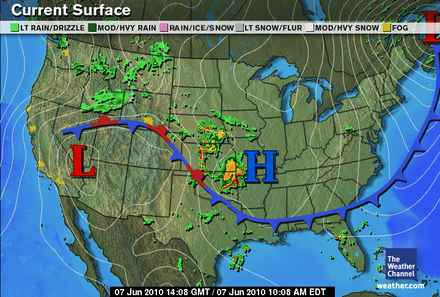 Current Surface
LT RAIN/DRIZZLE MOD/HVY RAIN RAIN/ICE/SNOW LT SNOW/FLUR MOD/HVY SNOW FOG
L
L
H
The
Weather
Channel
weather.com
07 Jun 2010 14:08 GMT / 07 Jun 2010 10:08 AM EDT